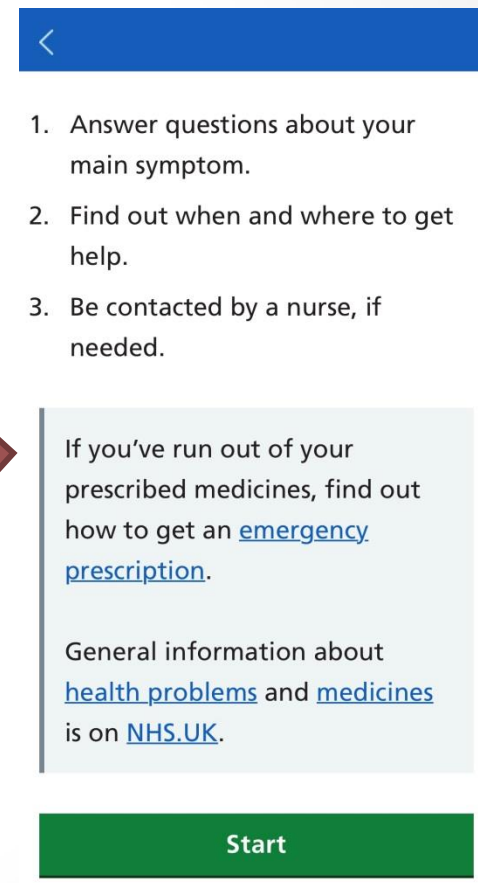 1. Answer questions about your
main symptom.
2. Find out when and where to get
help.
3. Be contacted by a nurse, if
needed.
If you’ve run out of your
prescribed medicines, find out
how to get an emergency
prescription.
General information about
health problems and medicines
is on NHS.UK.
Start